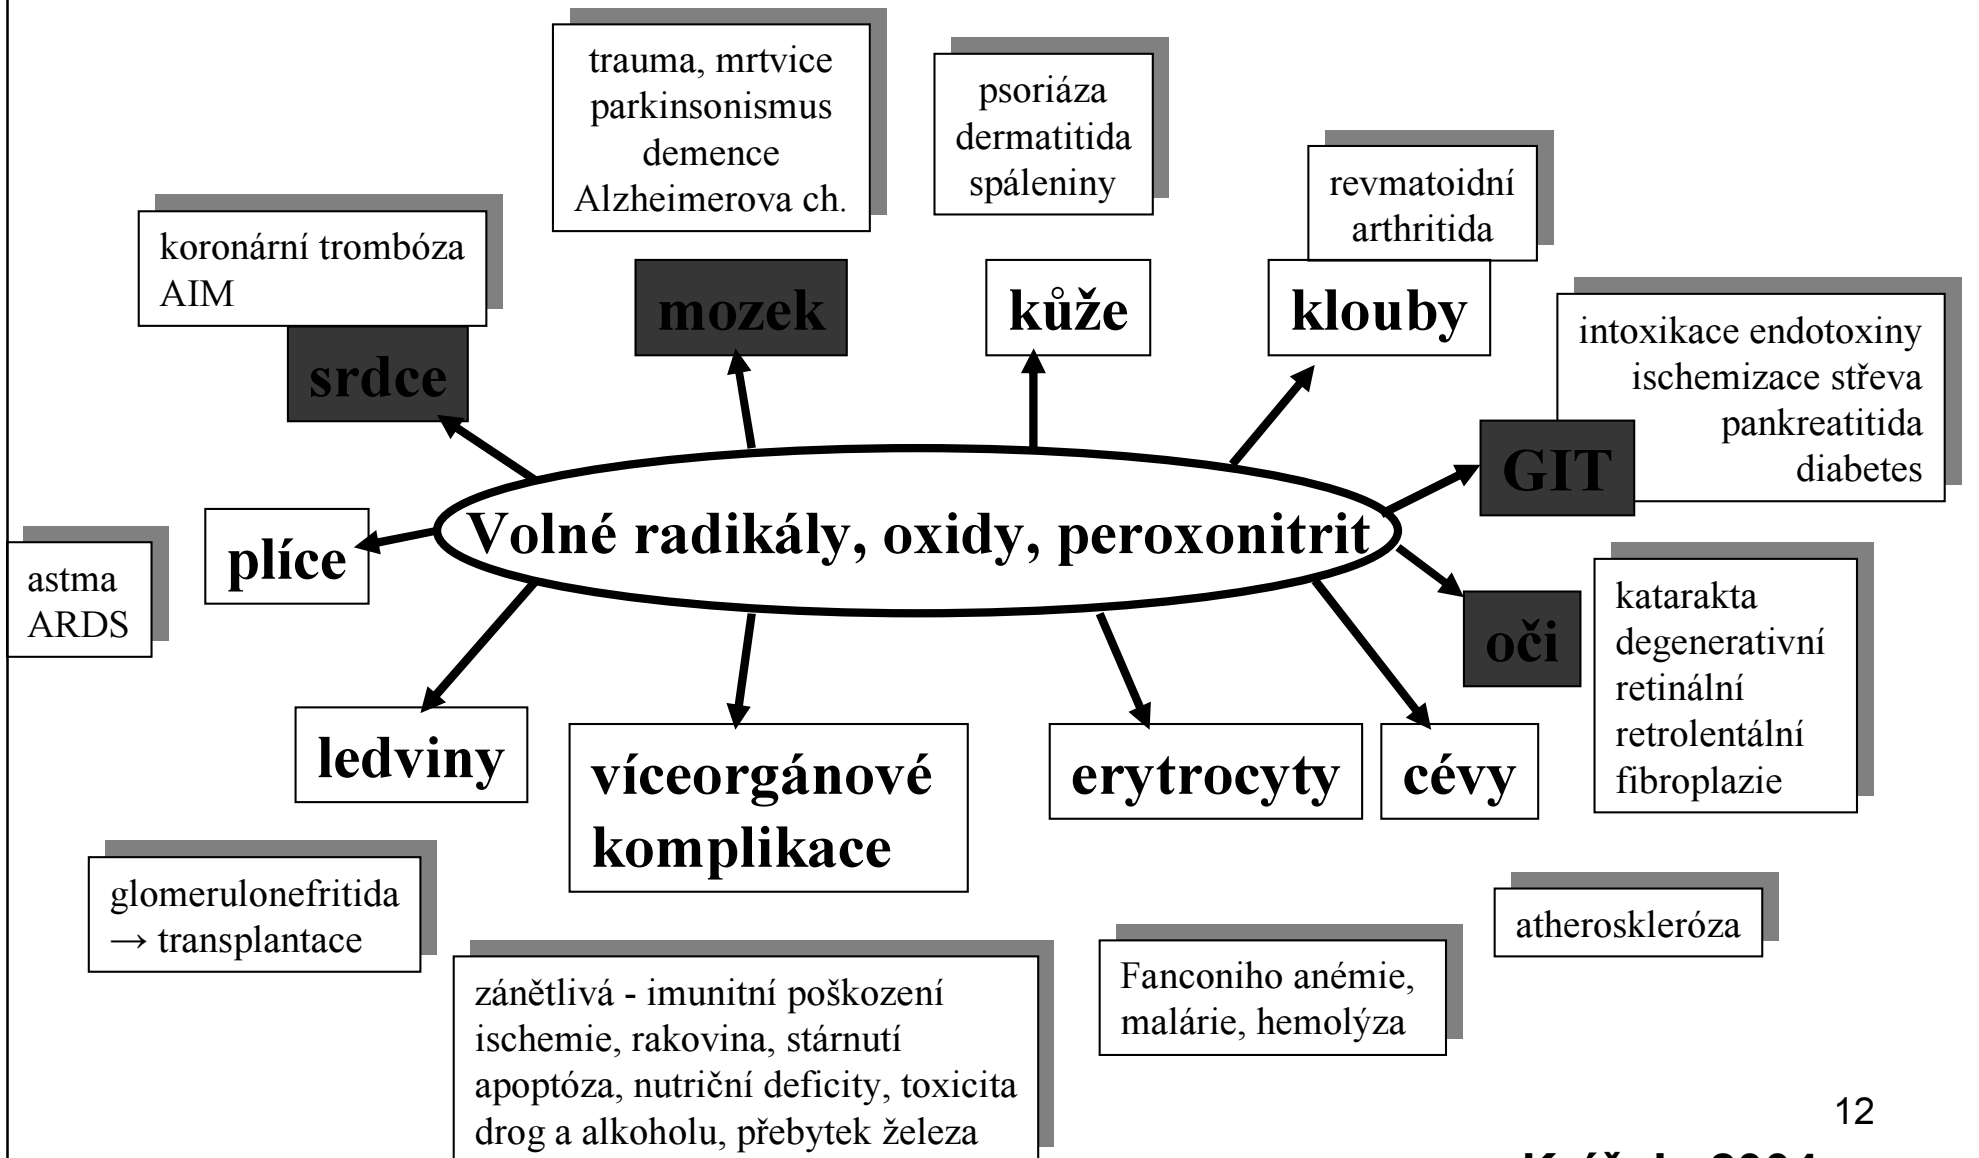 trauma, mrtvice
parkinsonismus
demence
Alzheimerova ch.
psoriáza
dermatitida
spáleniny
revmatoidní
arthritida
koronární trombóza
AIM
mozek
kůže
klouby
srdce
intoxikace endotoxiny
ischemizace střeva
pankreatitida
diabetes
GIT
Volné radikály, oxidy, peroxonitrit
plíce
astma
ARDS
oči
katarakta
degenerativní
retinální
retrolentální
fibroplazie
ledviny
víceorgánové
komplikace
erytrocyty
cévy
glomerulonefritida
→ transplantace
zánětlivá - imunitní poškození
ischemie, rakovina, stárnutí
apoptóza, nutriční deficity, toxicita
drog a alkoholu, přebytek železa
Fanconiho anémie,
malárie, hemolýza
atheroskleróza
12